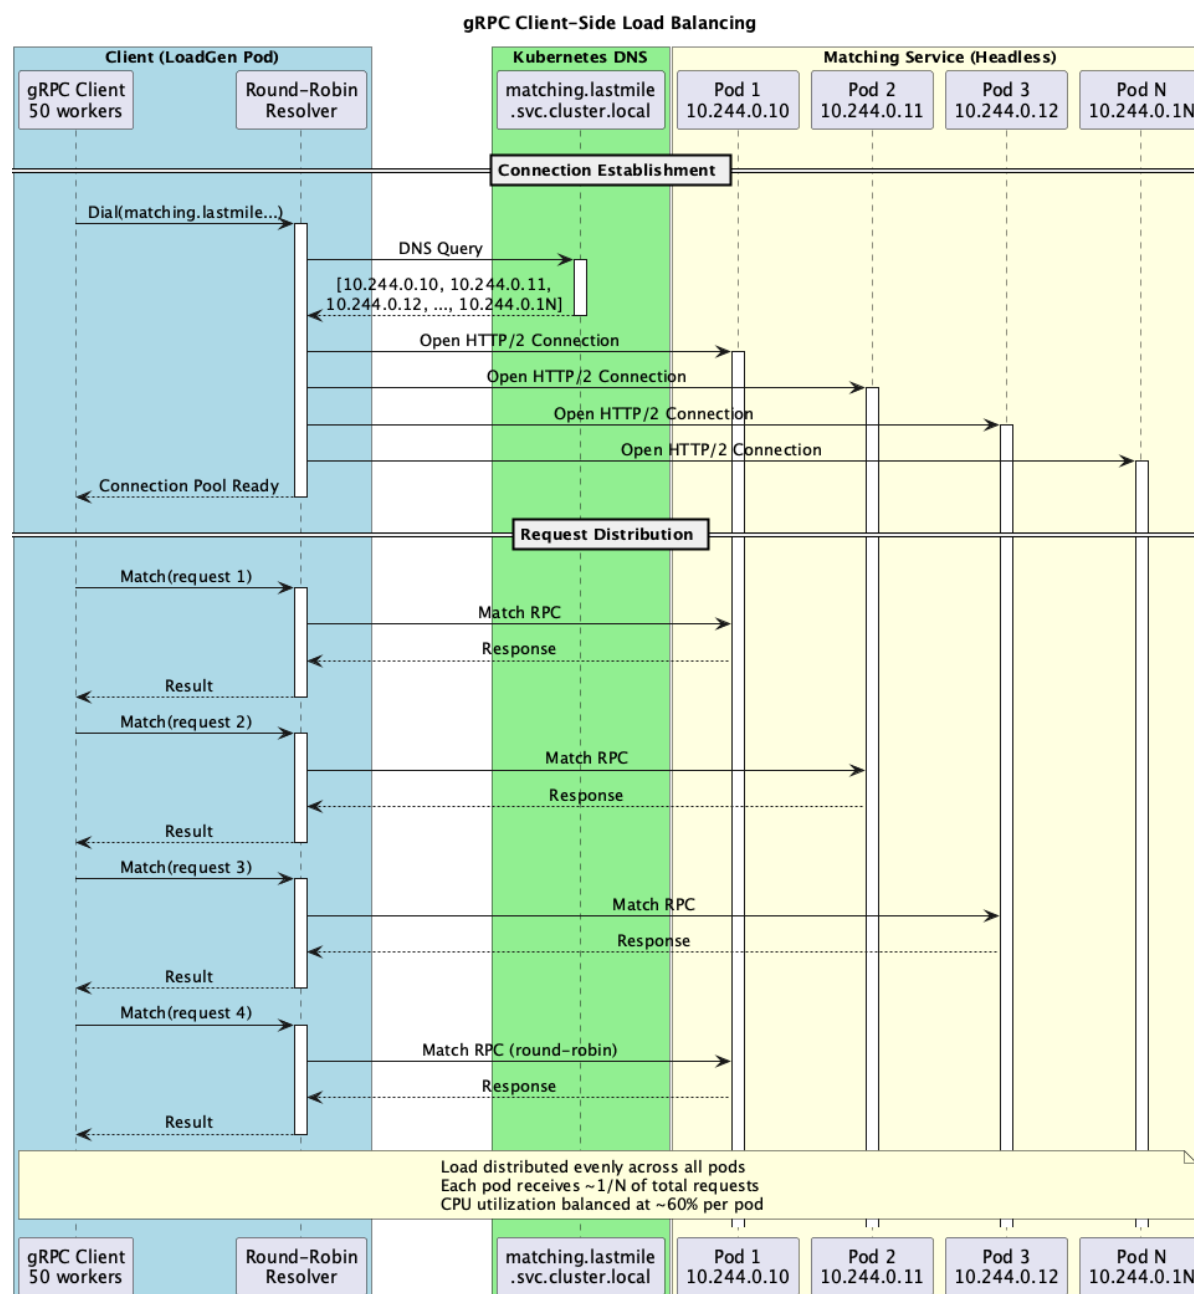 gRPC Client-Side Load Balancing
Client (LoadGen Pod)
Kubernetes DNS
Matching Service (Headless)
gRPC Client
50 workers
Round-Robin
Resolver
matching.lastmile
.svc.cluster.local
Pod 1
10.244.0.10
Pod 2
10.244.0.11
Pod 3
10.244.0.12
Pod N
10.244.0.1N
Connection Establishment
Dial(matching.lastmile...)
DNS Query
[10.244.0.10, 10.244.0.11,
10.244.0.12, ..., 10.244.0.1N]
Open HTTP/2 Connection
Open HTTP/2 Connection
Open HTTP/2 Connection
Open HTTP/2 Connection
Connection Pool Ready
Request Distribution
Match(request 1)
Match RPC
Response
Result
Match(request 2)
Match RPC
Response
Result
Match(request 3)
Match RPC
Response
Result
Match(request 4)
Match RPC (round-robin)
Response
Result
Load distributed evenly across all pods
Each pod receives ~1/N of total requests
CPU utilization balanced at ~60% per pod
gRPC Client
50 workers
Round-Robin
Resolver
matching.lastmile
.svc.cluster.local
Pod 1
10.244.0.10
Pod 2
10.244.0.11
Pod 3
10.244.0.12
Pod N
10.244.0.1N